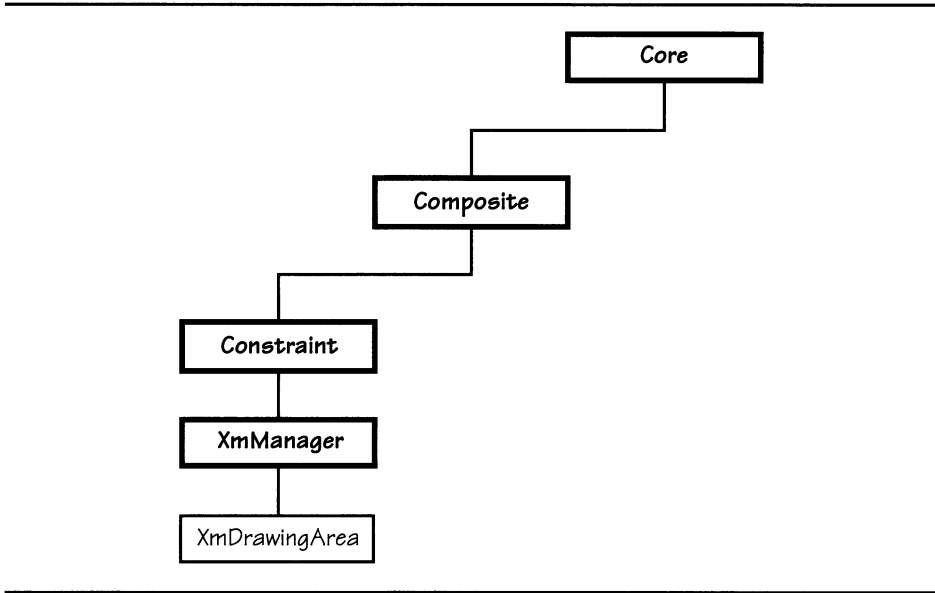 Core
Composite
Constraint
XmManager
XmDrawingArea